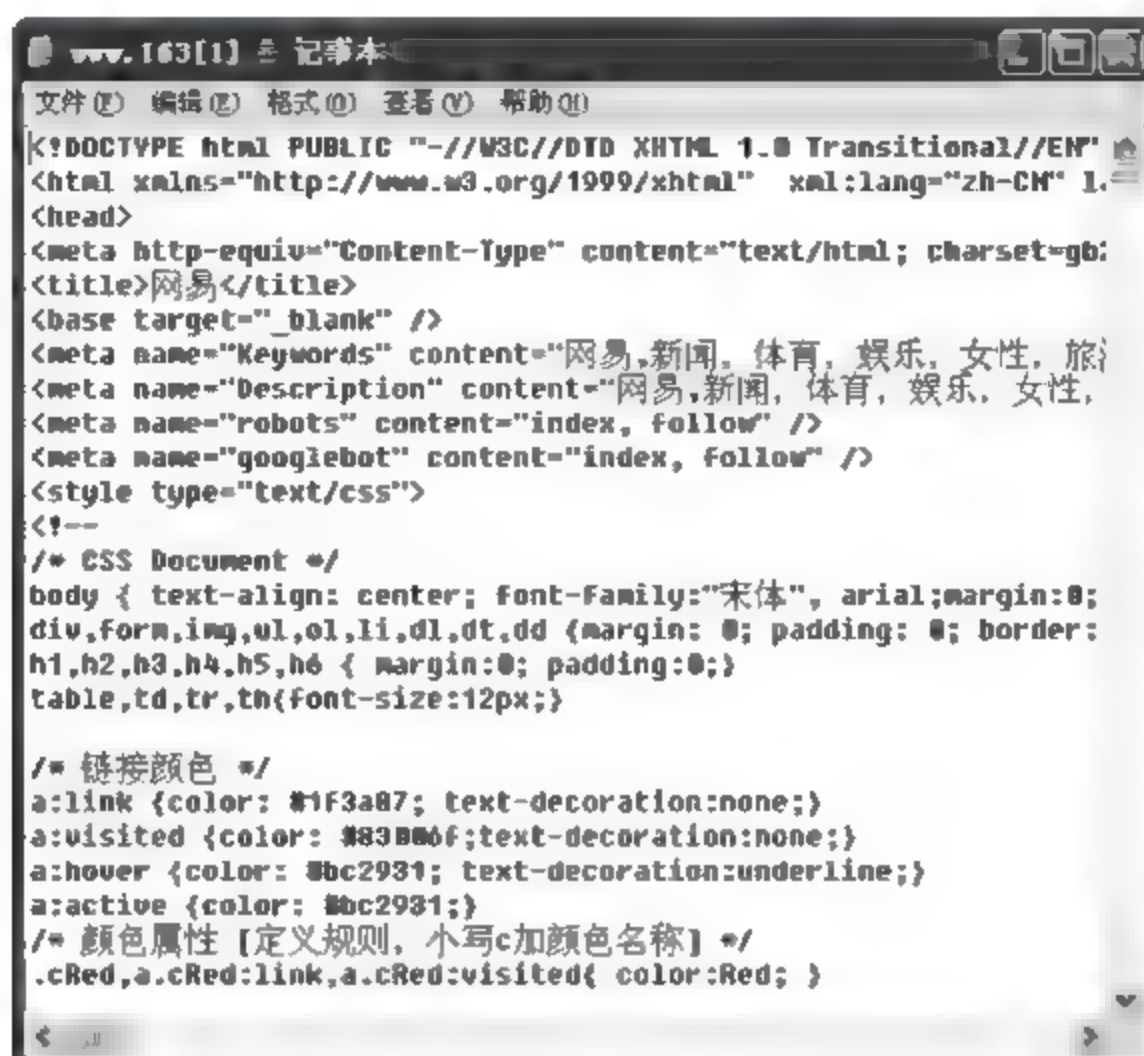 www.163[1] - 记事本
文件(F) 编辑(E) 格式(O) 查看(V) 帮助(H)
<!DOCTYPE html PUBLIC "-//W3C//DTD XHTML 1.0 Transitional//EN"
<html xmlns="http://www.w3.org/1999/xhtml" xml:lang="zh-CN" l
<head>
<meta http-equiv="Content-Type" content="text/html; charset=gb2
<title>网易</title>
<base target="_blank" />
<meta name="Keywords" content="网易,新闻, 体育, 娱乐, 女性, 旅
<meta name="Description" content="网易,新闻, 体育, 娱乐, 女性,
<meta name="robots" content="index, follow" />
<meta name="googlebot" content="index, follow" />
<style type="text/css">
<!--
/* CSS Document */
body { text-align: center; font-family:"宋体", arial;margin:0;
div,form,img,ul,ol,li,dl,dt,dd {margin: 0; padding: 0; border:
h1,h2,h3,h4,h5,h6 { margin:0; padding:0;}
table,td,tr,th{font-size:12px;}
/* 链接颜色 */
a:link {color: #1f3a87; text-decoration:none;}
a:visited {color: ;text-decoration:none;}
a:hover {color: #bc2931; text-decoration:underline;}
a:active {color: #bc2931;}
/* 颜色属性 [定义规则, 小写c加颜色名称] */
.cRed,a.cRed:link,a.cRed:visited{ color:Red; }